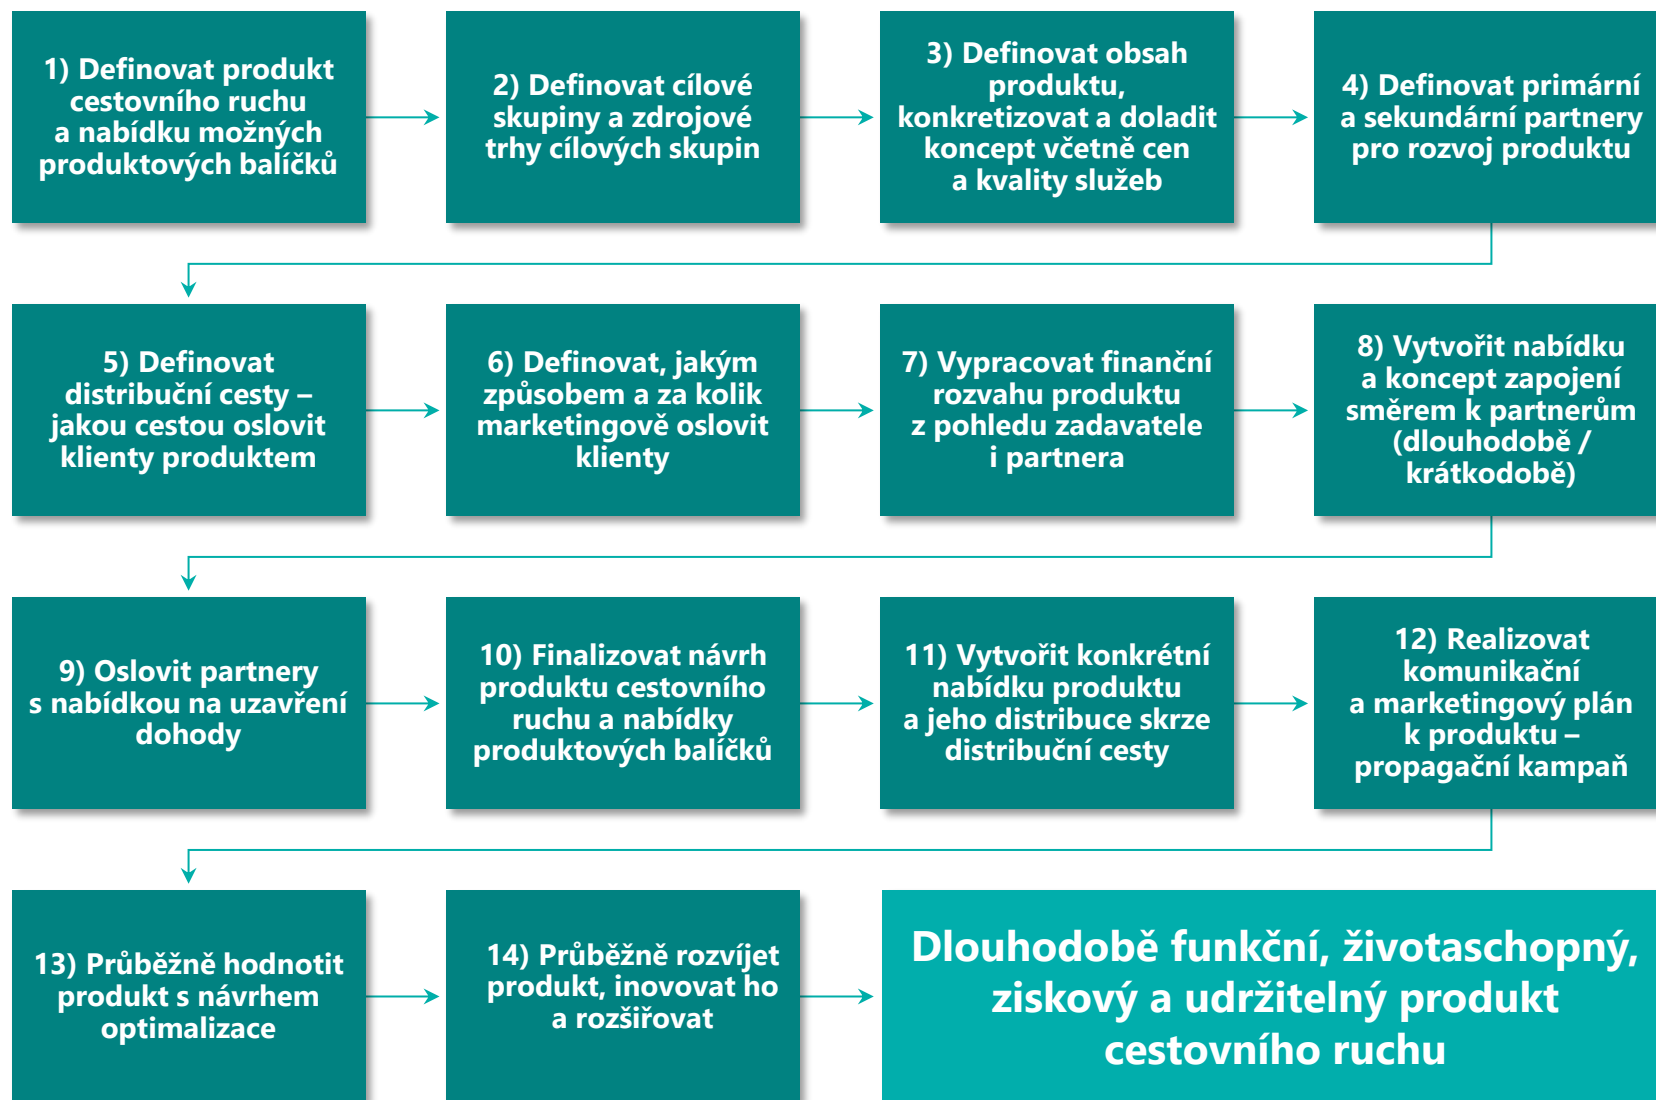 1) Definovat produkt
cestovního ruchu
a nabídku možných
produktových balíčků
2) Definovat cílové
skupiny a zdrojové
trhy cílových skupin
3) Definovat obsah
produktu,
konkretizovat a doladit
koncept včetně cen
a kvality služeb
4) Definovat primární
a sekundární partnery
pro rozvoj produktu
5) Definovat
distribuční cesty –
jakou cestou oslovit
klienty produktem
6) Definovat, jakým
způsobem a za kolik
marketingově oslovit
klienty
7) Vypracovat finanční
rozvahu produktu
z pohledu zadavatele
i partnera
8) Vytvořit nabídku
a koncept zapojení
směrem k partnerům
(dlouhodobě /
krátkodobě)
9) Oslovit partnery
s nabídkou na uzavření
dohody
10) Finalizovat návrh
produktu cestovního
ruchu a nabídky
produktových balíčků
11) Vytvořit konkrétní
nabídku produktu
a jeho distribuce skrze
distribuční cesty
12) Realizovat
komunikační
a marketingový plán
k produktu –
propagační kampaň
13) Průběžně hodnotit
produkt s návrhem
optimalizace
14) Průběžně rozvíjet
produkt, inovovat ho
a rozšiřovat
Dlouhodobě funkční, životaschopný,
ziskový a udržitelný produkt
cestovního ruchu